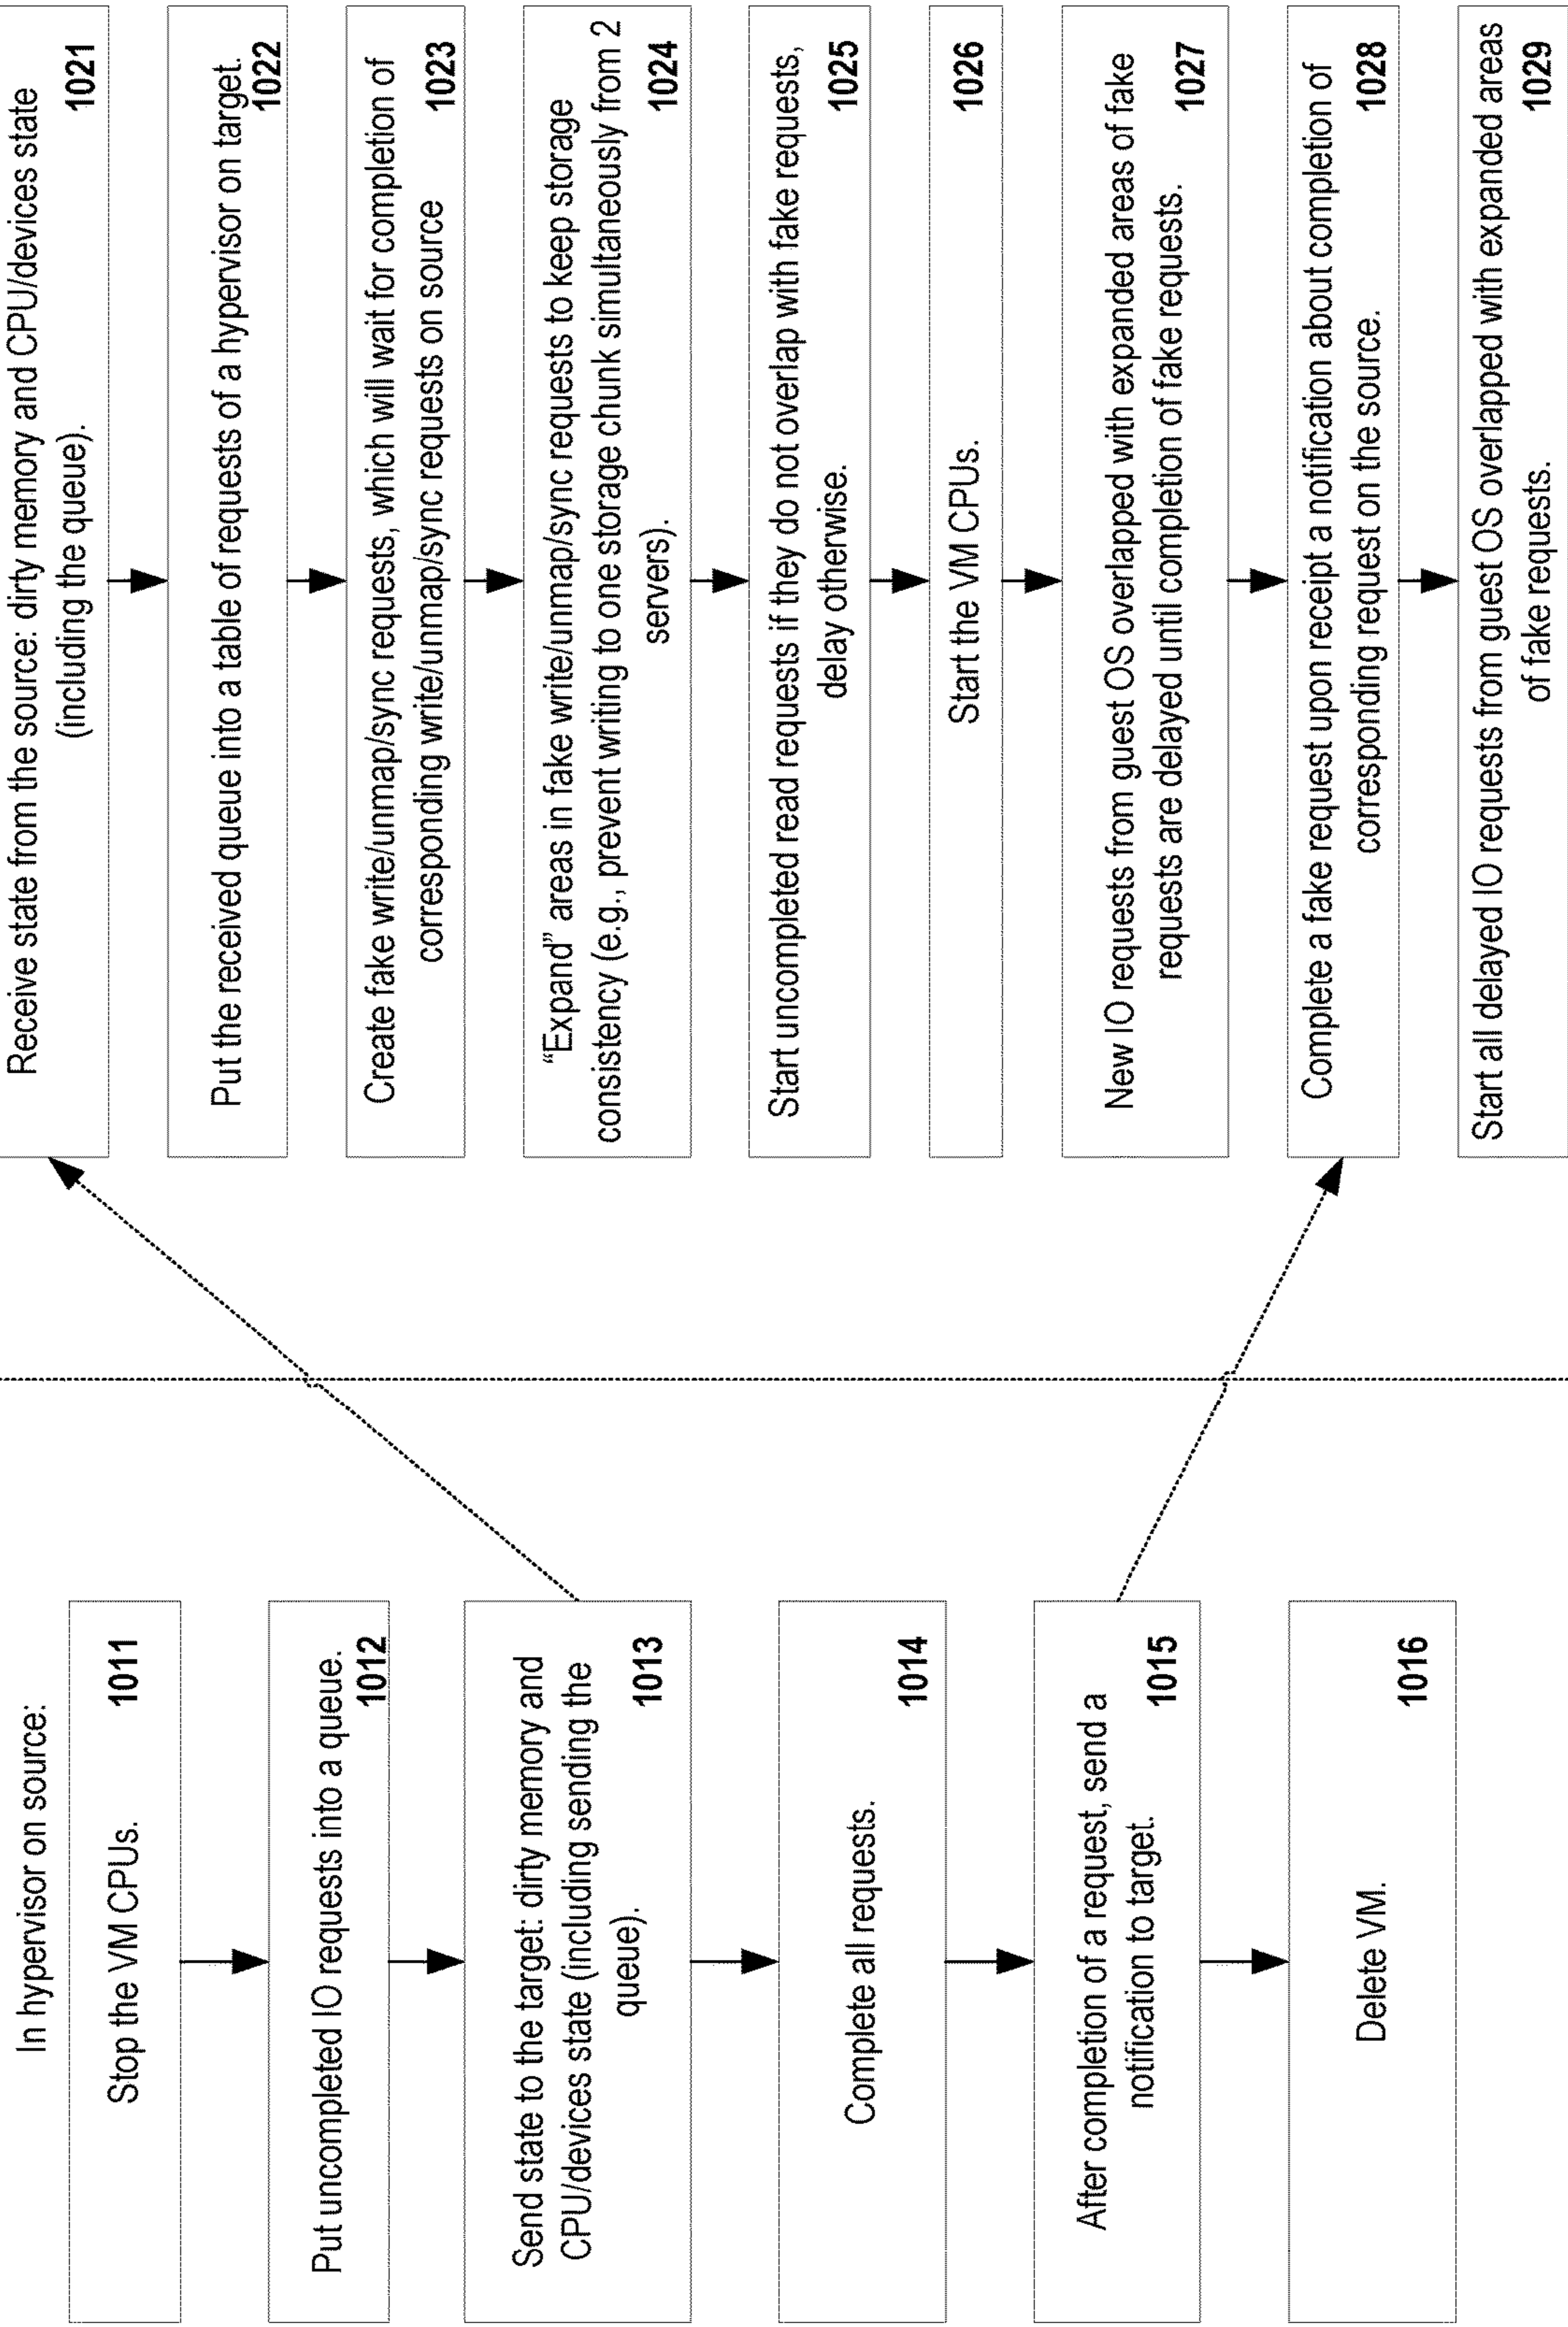 In hypervisor on source:
Stop the VM CPUs.
1011
Put uncompleted IO requests into a queue.
1012
Send state to the target: dirty memory and
CPU/devices state (including sending the
queue).
1013
Complete all requests.
1014
After completion of a request, send a
notification to target.
1015
Delete VM.
1016
Receive state from the source: dirty memory and CPU/devices state
(including the queue).
1021
Put the received queue into a table of requests of a hypervisor on target.
1022
Create fake write/unmap/sync requests, which will wait for completion of
corresponding write/unmap/sync requests on source
1023
“Expand” areas in fake write/unmap/sync requests to keep storage
consistency (e.g., prevent writing to one storage chunk simultaneously from 2
servers).
1024
Start uncompleted read requests if they do not overlap with fake requests,
delay otherwise.
1025
Start the VM CPUs.
1026
New IO requests from guest OS overlapped with expanded areas of fake
requests are delayed until completion of fake requests.
1027
Complete a fake request upon receipt a notification about completion of
corresponding request on the source.
1028
Start all delayed IO requests from guest OS overlapped with expanded areas
of fake requests.
1029